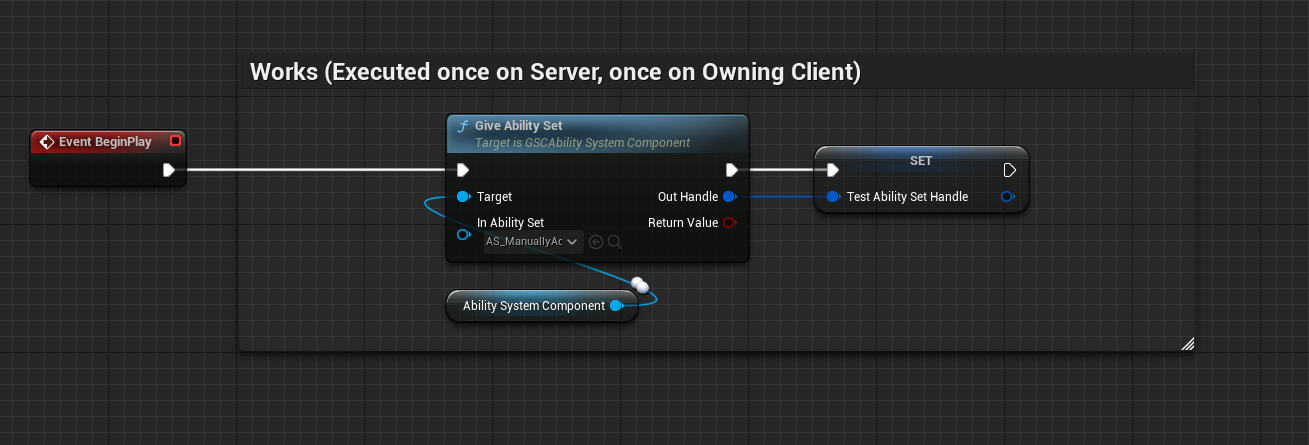 Works (Executed once on Server, once on Owning Client)
Event BeginPlay
Give Ability Set
Target is GSCAbility System Component
SET
Target
Out Handle
Test Ability Set Handle
In Ability Set
Return Value
AS_ManuallyAc
Ability System Component